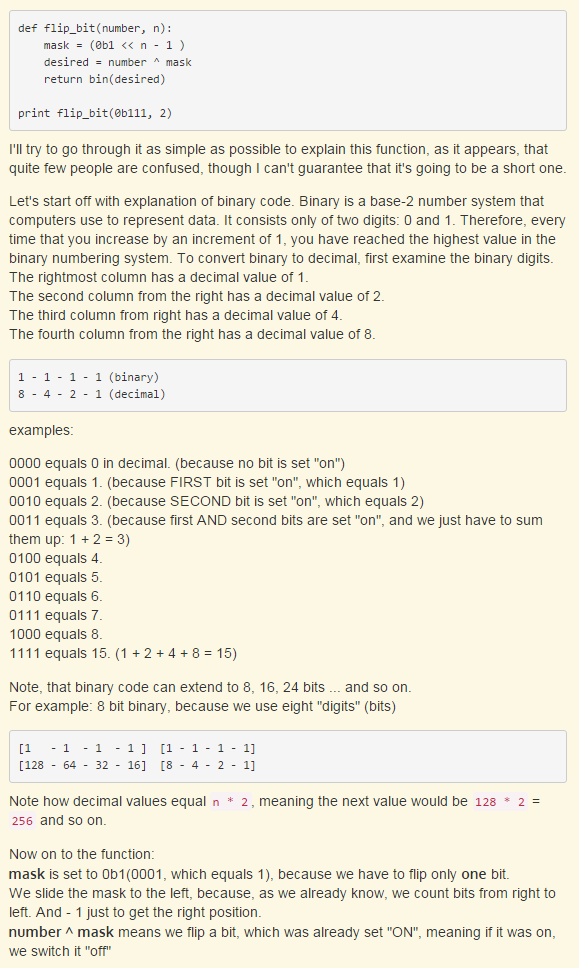 def flip_bit(number, n):
    mask = (0b1 << n - 1 )
    desired = number ^ mask
    return bin(desired)

print flip_bit(0b111, 2)
I'll try to go through it as simple as possible to explain this function, as it appears, that
quite few people are confused, though I can't guarantee that it's going to be a short one.
Let's start off with explanation of binary code. Binary is a base-2 number system that
computers use to represent data. It consists only of two digits: 0 and 1. Therefore, every
time that you increase by an increment of 1, you have reached the highest value in the
binary numbering system. To convert binary to decimal, first examine the binary digits.
The rightmost column has a decimal value of 1.
The second column from the right has a decimal value of 2.
The third column from right has a decimal value of 4.
The fourth column from the right has a decimal value of 8.
1 - 1 - 1 - 1 (binary)
8 - 4 - 2 - 1 (decimal)
examples:
0000 equals 0 in decimal. (because no bit is set "on")
0001 equals 1. (because FIRST bit is set "on", which equals 1)
0010 equals 2. (because SECOND bit is set "on", which equals 2)
0011 equals 3. (because first AND second bits are set "on", and we just have to sum
them up: 1 + 2 = 3)
0100 equals 4.
0101 equals 5.
0110 equals 6.
0111 equals 7.
1000 equals 8.
1111 equals 15. (1 + 2 + 4 + 8 = 15)
Note, that binary code can extend to 8, 16, 24 bits ... and so on.
For example: 8 bit binary, because we use eight "digits" (bits)
[1   - 1  - 1  - 1 ]  [1 - 1 - 1 - 1]
[128 - 64 - 32 - 16]  [8 - 4 - 2 - 1]
Note how decimal values equal n * 2, meaning the next value would be 128 * 2 =
256 and so on.
Now on to the function:
mask is set to 0b1(0001, which equals 1), because we have to flip only one bit.
We slide the mask to the left, because, as we already know, we count bits from right to
left. And - 1 just to get the right position.
number ^ mask means we flip a bit, which was already set "ON", meaning if it was on,
we switch it "off"